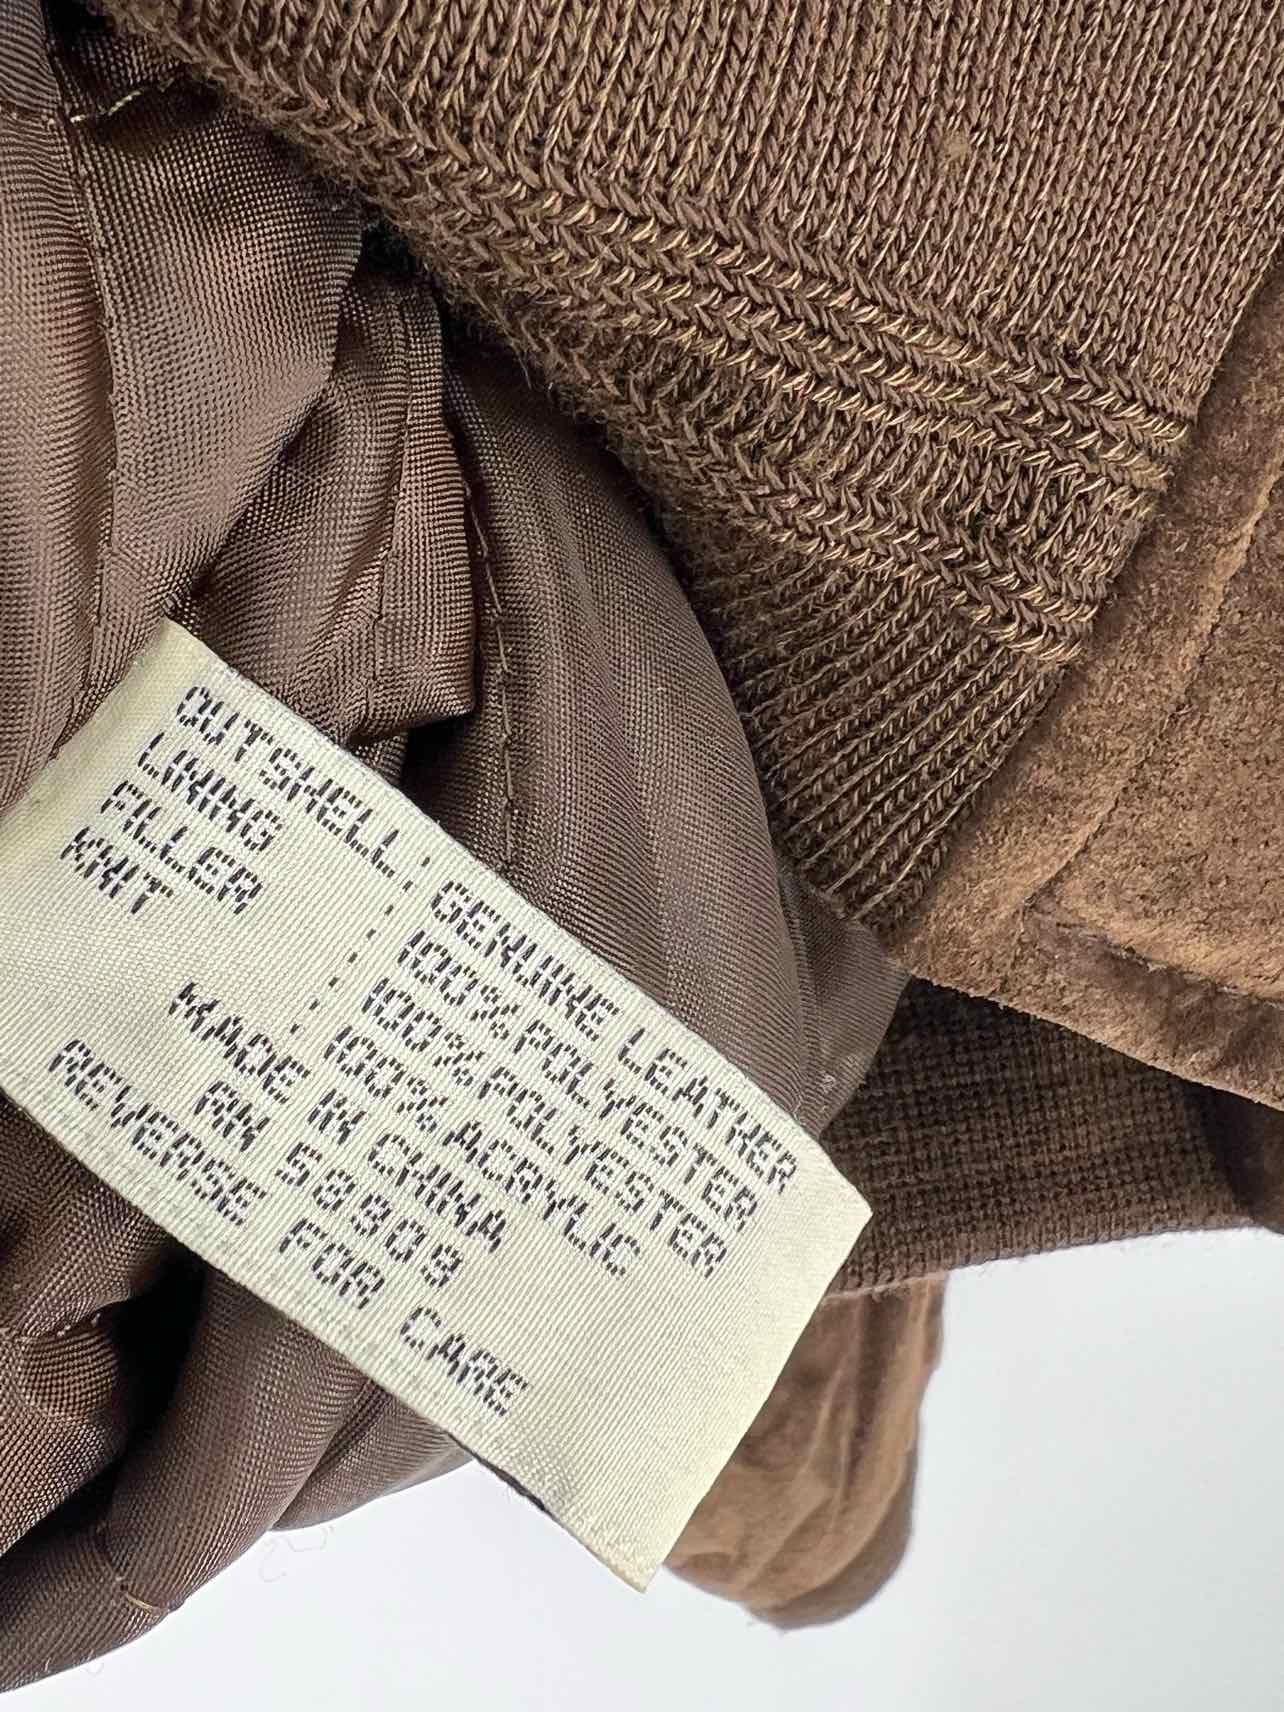 OUTSHELL: GENUINE LEATHER
LINING : 100% POLYESTER
FILLER : 100% POLYESTER
KNIT : 100% ACRYLIC
MADE IN CHINA
RN 58909
REVERSE FOR CARE